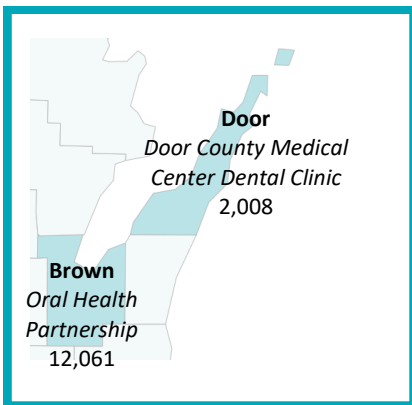 Door
Door County Medical
Center Dental Clinic
2,008
Brown
Oral Health
Partnership
12,061